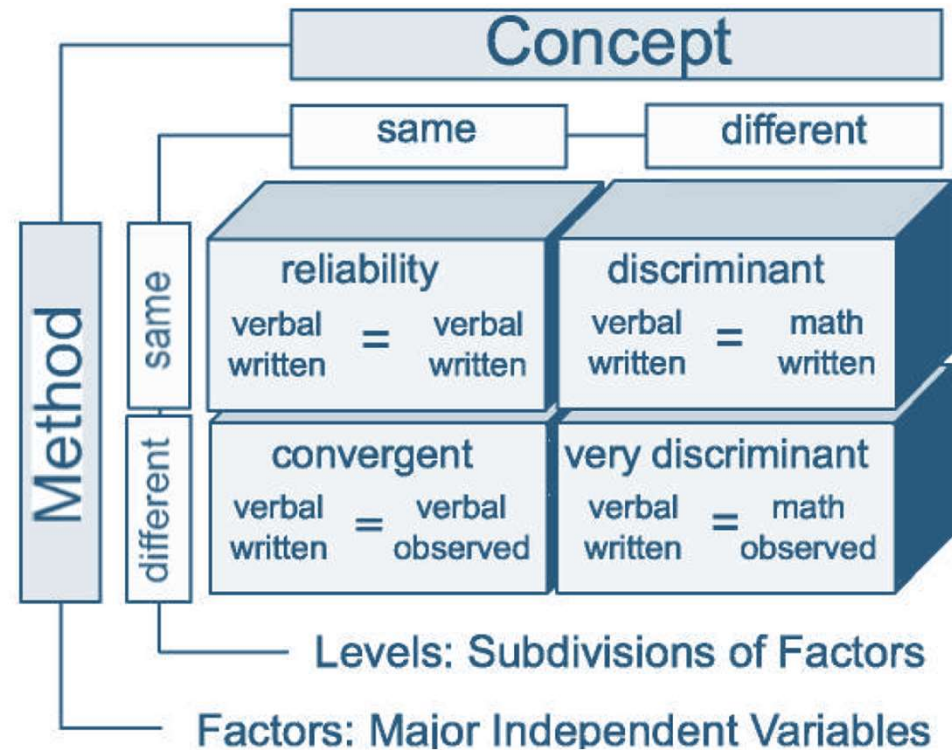 Concept
same
different
Method
same
different
reliability
verbal written = verbal written
discriminant
verbal written = math written
convergent
verbal written = verbal observed
very discriminant
verbal written = math observed
Levels: Subdivisions of Factors
Factors: Major Independent Variables